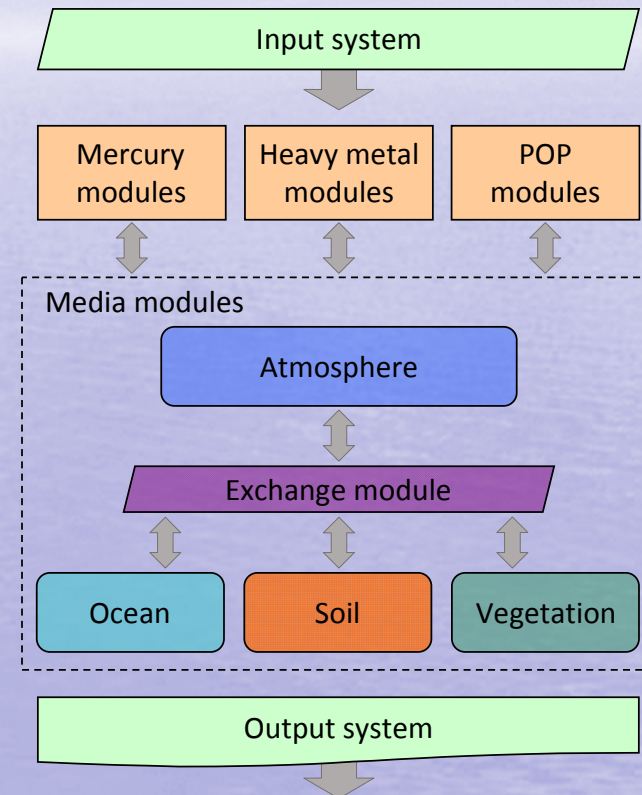 Input system
Mercury
modules
Heavy metal
modules
POP
modules
Media modules
Atmosphere
Exchange module
Ocean
Soil
Vegetation
Output system